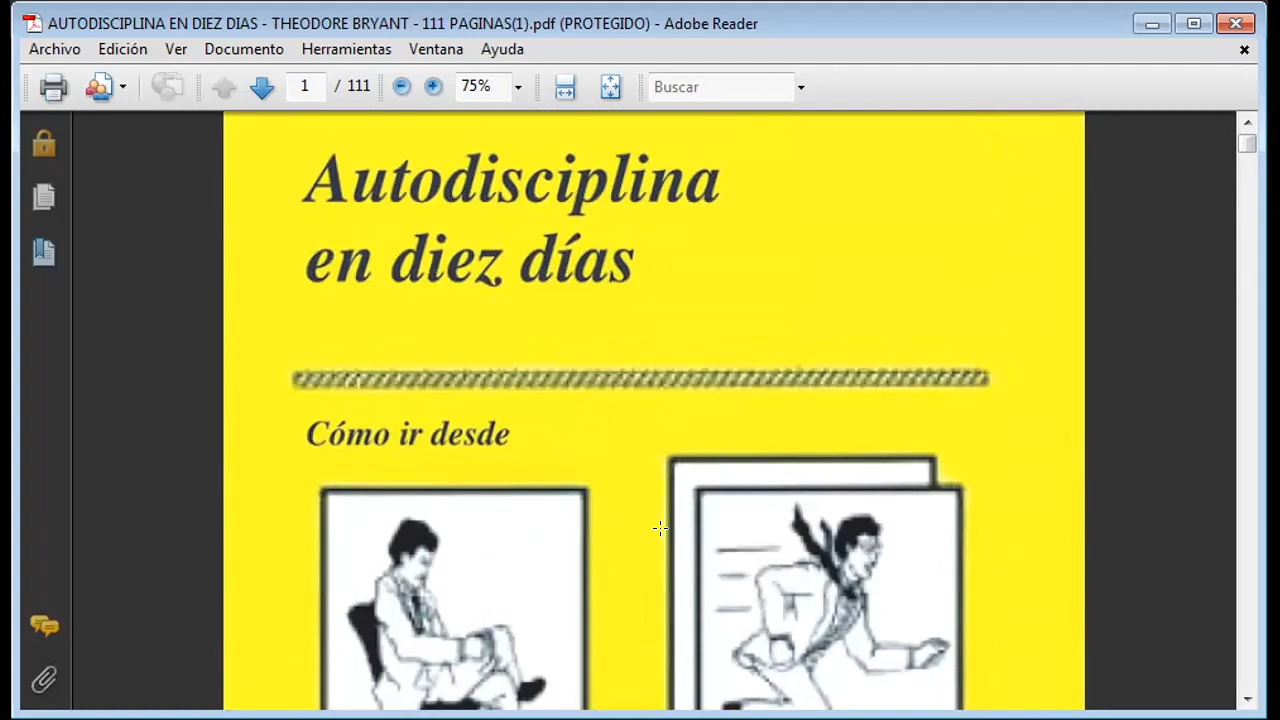 AUTODISCIPLINA EN DIEZ DIAS - THEODORE BRYANT - 111 PAGINAS(1).pdf (PROTEGIDO) - Adobe Reader
Archivo Edición Ver Documento Herramientas Ventana Ayuda
1 / 111 75% Buscar
Autodisciplina
en diez días
Cómo ir desde